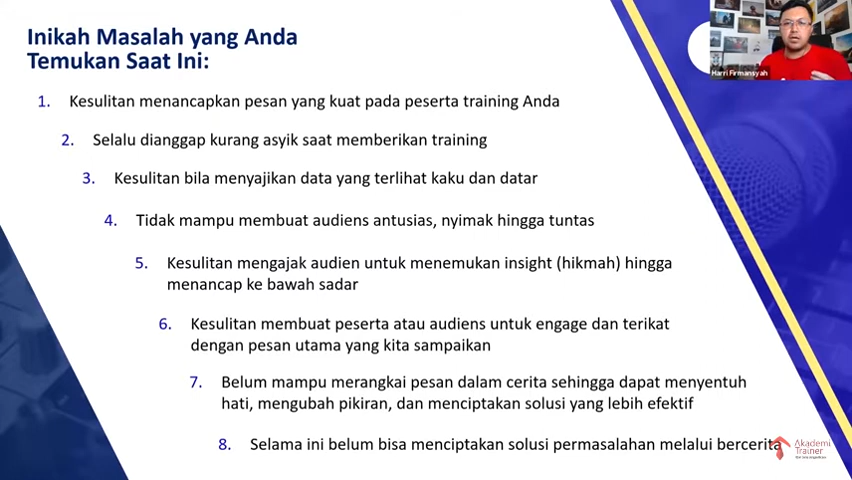 Inikah Masalah yang Anda
Temukan Saat Ini:
Harri Firmansyah
1. Kesulitan menancapkan pesan yang kuat pada peserta training Anda
2. Selalu dianggap kurang asyik saat memberikan training
3. Kesulitan bila menyajikan data yang terlihat kaku dan datar
4. Tidak mampu membuat audiens antusias, nyimak hingga tuntas
5. Kesulitan mengajak audien untuk menemukan insight (hikmah) hingga
menancap ke bawah sadar
6. Kesulitan membuat peserta atau audiens untuk engage dan terikat
dengan pesan utama yang kita sampaikan
7. Belum mampu merangkai pesan dalam cerita sehingga dapat menyentuh
hati, mengubah pikiran, dan menciptakan solusi yang lebih efektif
8. Selama ini belum bisa menciptakan solusi permasalahan melalui bercerita
Akademi
Trainer